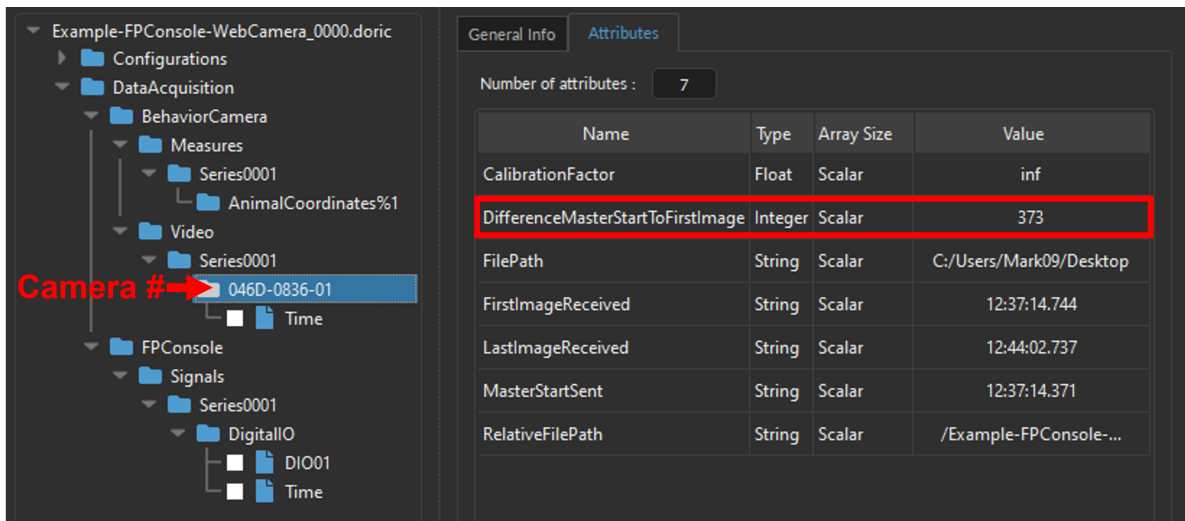 Example-FPConsole-WebCamera_0000.doric
Configurations
DataAcquisition
BehaviorCamera
Measures
Series0001
AnimalCoordinates%1
Video
Series0001
Camera #
046D-0836-01
Time
FPConsole
Signals
Series0001
DigitalIO
DIO01
Time
General Info Attributes
Number of attributes : 7
Name Type Array Size Value
CalibrationFactor Float Scalar inf
DifferenceMasterStartToFirstImage Integer Scalar 373
FilePath String Scalar C:/Users/Mark09/Desktop
FirstImageReceived String Scalar 12:37:14.744
LastImageReceived String Scalar 12:44:02.737
MasterStartSent String Scalar 12:37:14.371
RelativeFilePath String Scalar /Example-FPConsole-...